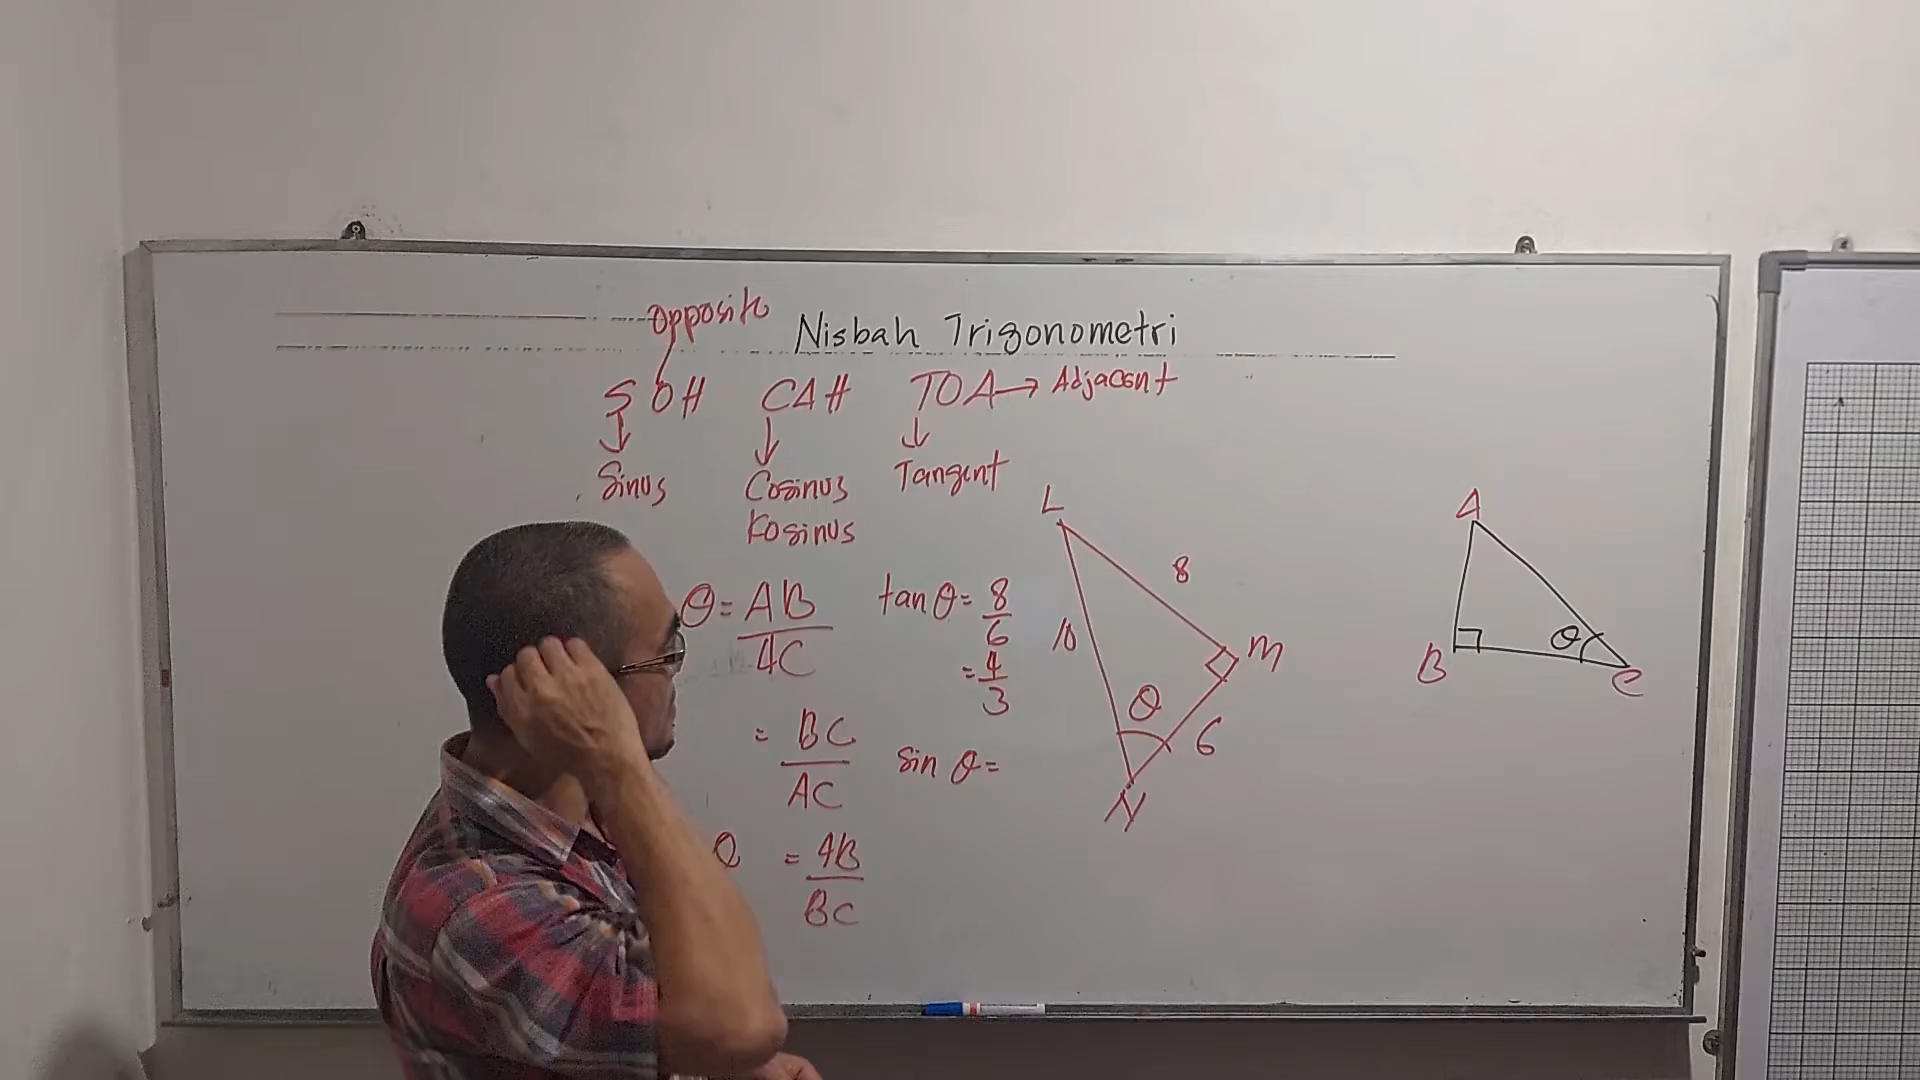 Opposite
Nisbah Trigonometri
SOH CAH TOA → Adjacent
↓ ↓ ↓
Sinus Cosinus Tangent
Kosinus
θ = AB/AC
= BC/AC
θ = AB/BC
tan θ = 8/6
= 4/3
sin θ =
L
8
10
M
θ
6
N
A
B
θ
C